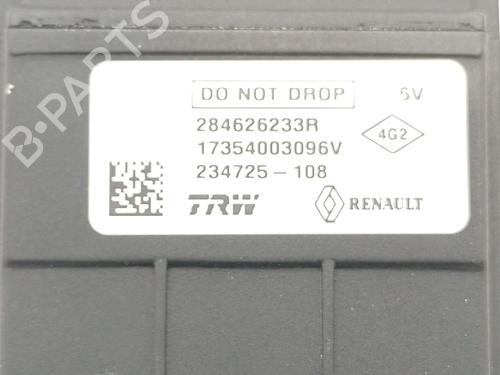 DO NOT DROP 6V
284626233R
4G2
17354003096V
234725-108
TRW RENAULT
B-PARTS